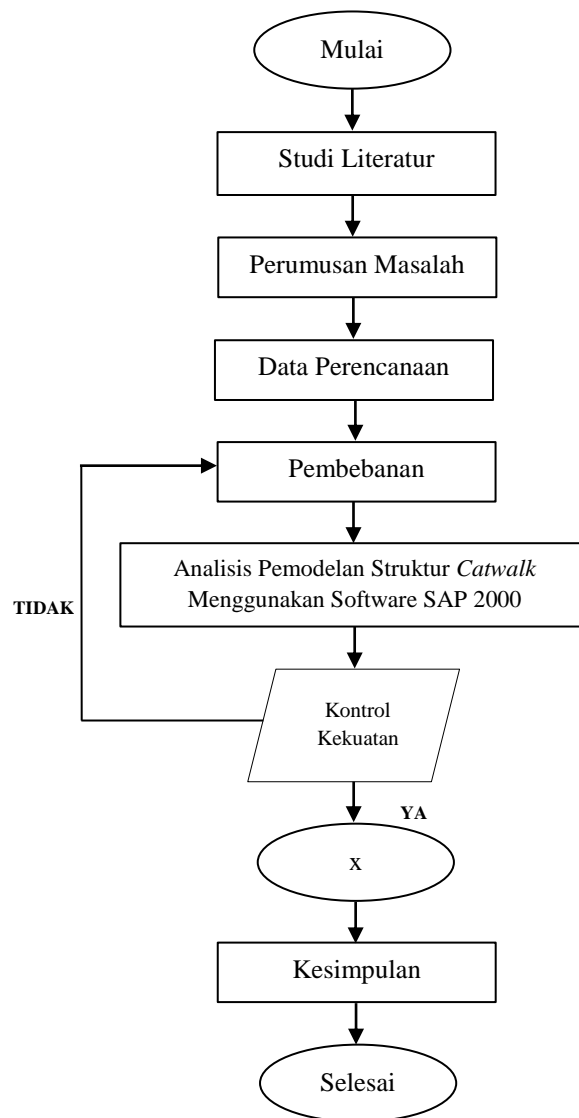 Mulai
Studi Literatur
Perumusan Masalah
Data Perencanaan
Pembebanan
Analisis Pemodelan Struktur Catwalk
Menggunakan Software SAP 2000
TIDAK
Kontrol
Kekuatan
YA
x
Kesimpulan
Selesai